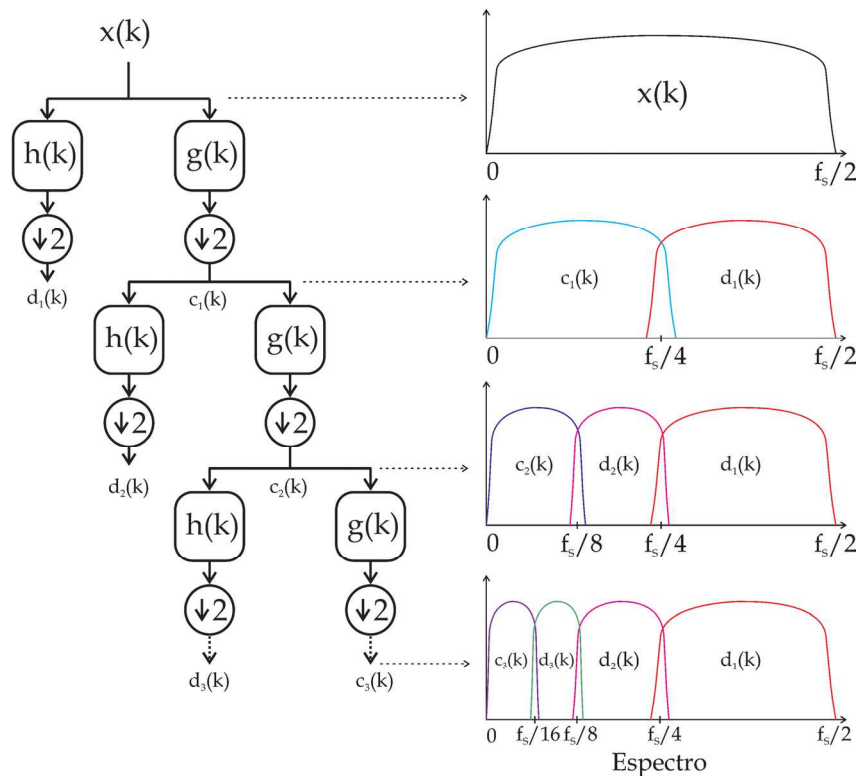 x(k)
h(k)
g(k)
↓2
↓2
d₁(k)
c₁(k)
h(k)
g(k)
↓2
↓2
d₂(k)
c₂(k)
h(k)
g(k)
↓2
↓2
d₃(k)
c₃(k)
x(k)
0
fₛ/2
c₁(k)
d₁(k)
0
fₛ/4
fₛ/2
c₂(k)
d₂(k)
d₁(k)
0
fₛ/8
fₛ/4
fₛ/2
c₃(k)
d₃(k)
d₂(k)
d₁(k)
0
fₛ/16
fₛ/8
fₛ/4
fₛ/2
Espectro